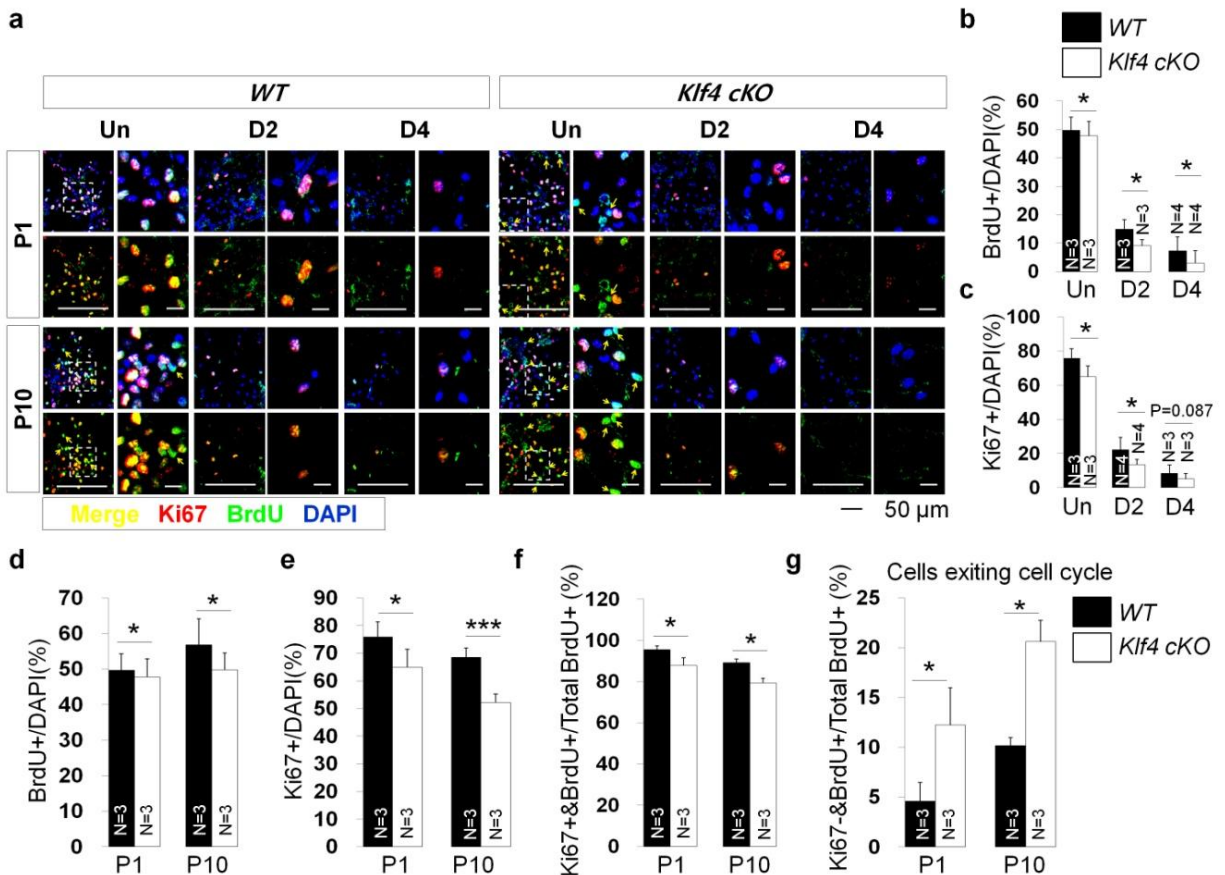 a
WT
Klf4 cKO
Un D2 D4 Un D2 D4
P1
P10
Merge Ki67 BrdU DAPI
50 µm
b
WT
Klf4 cKO
BrdU+/DAPI(%)
60
50
40
30
20
10
0
*
*
*
N=3 N=3 N=3 N=3 N=4 N=4
Un D2 D4
c
Ki67+/DAPI(%)
100
80
60
40
20
0
*
*
P=0.087
N=3 N=3 N=4 N=4 N=3 N=3
Un D2 D4
d
BrdU+/DAPI(%)
70
60
50
40
30
20
10
0
*
*
N=3 N=3 N=3 N=3
P1 P10
e
Ki67+/DAPI(%)
90
80
70
60
50
40
30
20
10
0
*
***
N=3 N=3 N=3 N=3
P1 P10
f
Ki67+&BrdU+/Total BrdU+ (%)
120
100
80
60
40
20
0
*
*
N=3 N=3 N=3 N=3
P1 P10
g
Cells exiting cell cycle
Ki67-&BrdU+/Total BrdU+ (%)
25
20
15
10
5
0
*
*
N=3 N=3 N=3 N=3
P1 P10
WT
Klf4 cKO